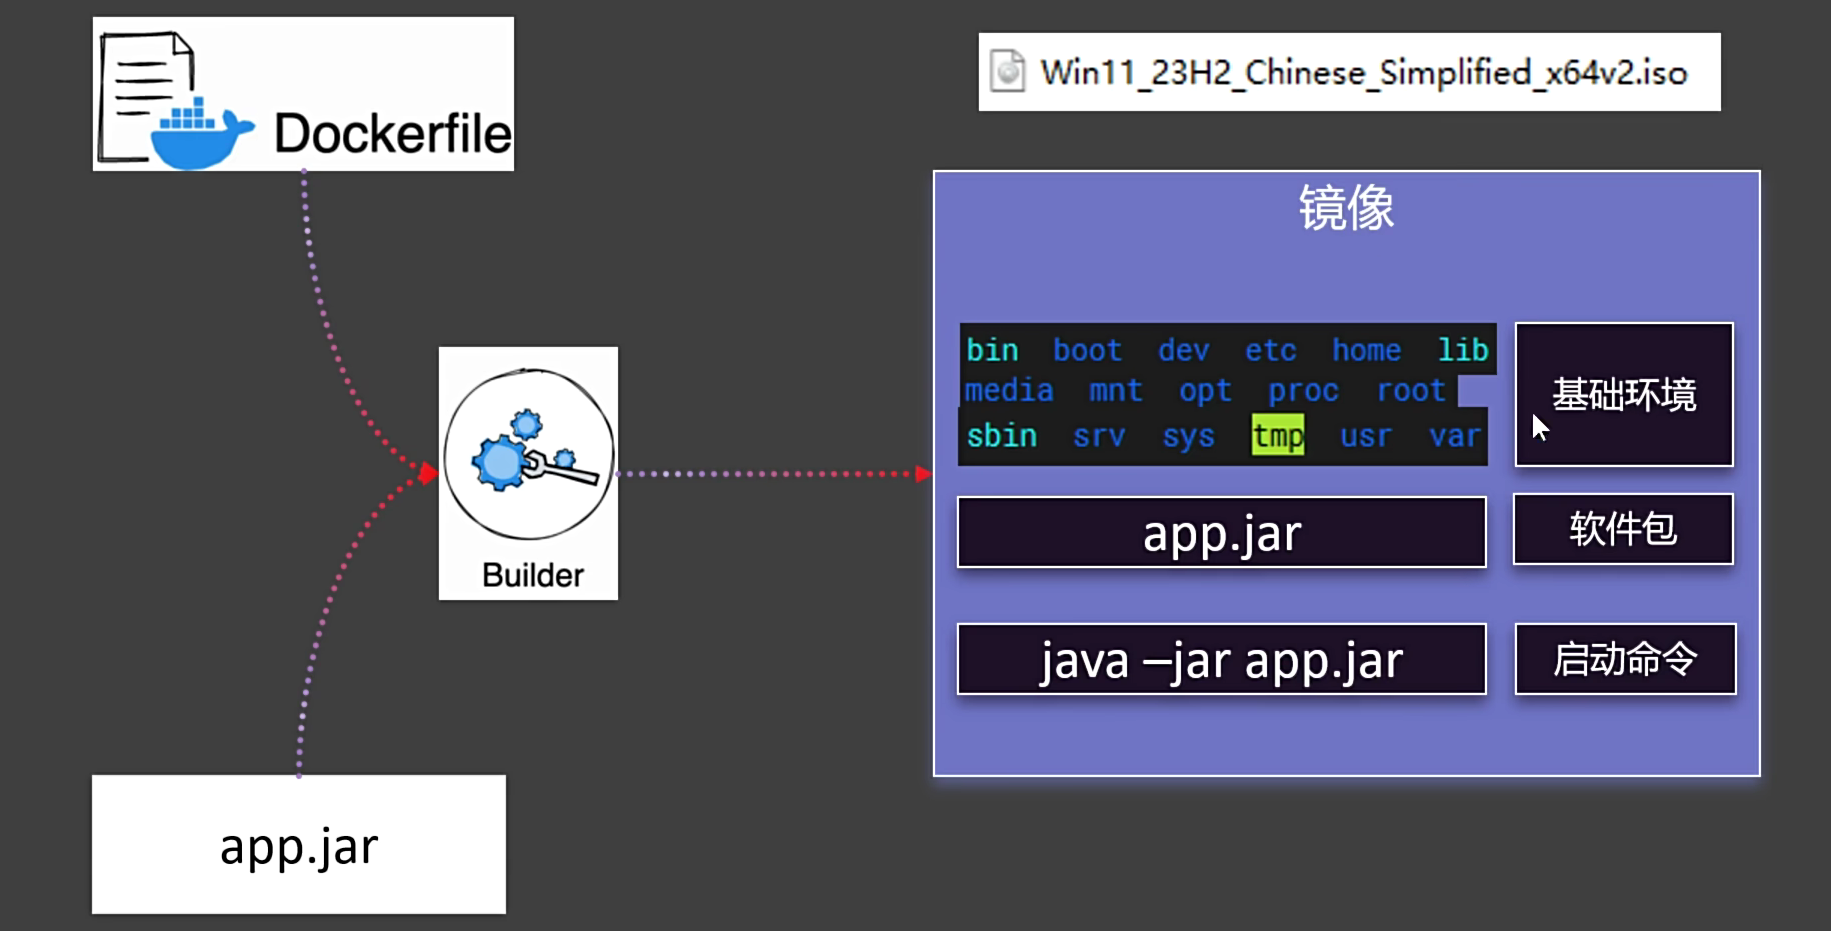 Dockerfile
Win11_23H2_Chinese_Simplified_x64v2.iso
镜像
bin boot dev etc home lib
media mnt opt proc root
sbin srv sys tmp usr var
基础环境
app.jar
软件包
java –jar app.jar
启动命令
Builder
app.jar